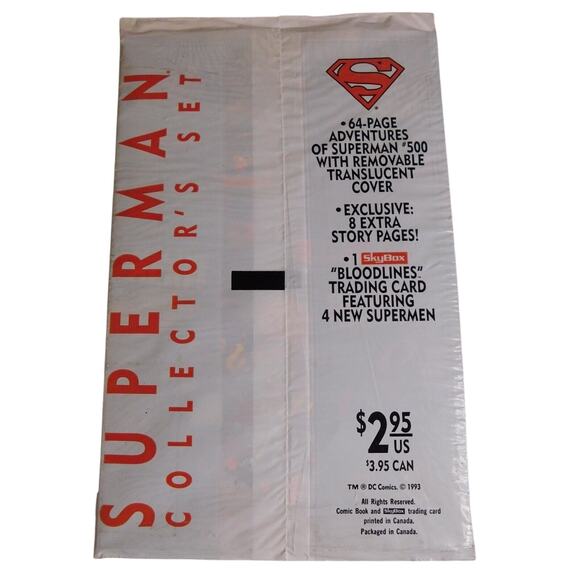 SUPERMAN
COLLECTOR'S SET
S
• 64-PAGE
ADVENTURES
OF SUPERMAN #500
WITH REMOVABLE
TRANSLUCENT
COVER
• EXCLUSIVE:
8 EXTRA
STORY PAGES!
• 1 SkyBox
"BLOODLINES"
TRADING CARD
FEATURING
4 NEW SUPERMEN
$2.95
US
$3.95 CAN
TM ® DC Comics. © 1993
All Rights Reserved.
Comic Book and SkyBox trading card
printed in Canada.
Packaged in Canada.